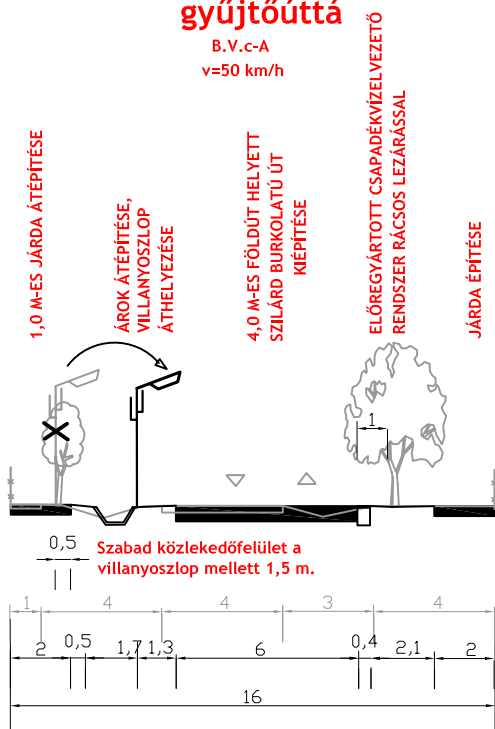 gyűjtőúttá
B.V.c-A
v=50 km/h
1,0 M-ES JÁRDA ÁTÉPÍTÉSE
ÁROK ÁTÉPÍTÉSE,
VILLANYOSZLOP
ÁTHELYEZÉSE
4,0 M-ES FÖLDÚT HELYETT
SZILÁRD BURKOLATÚ ÚT
KIÉPÍTÉSE
ELŐREGYÁRTOTT CSAPADÉKVÍZELVEZETŐ
RENDSZER RÁCSOS LEZÁRÁSSAL
JÁRDA ÉPÍTÉSE
1
0,5
Szabad közlekedőfelület a
villanyoszlop mellett 1,5 m.
1 4 4 3 4
2 0,5 1,7 1,3 6 0,4 2,1 2
16